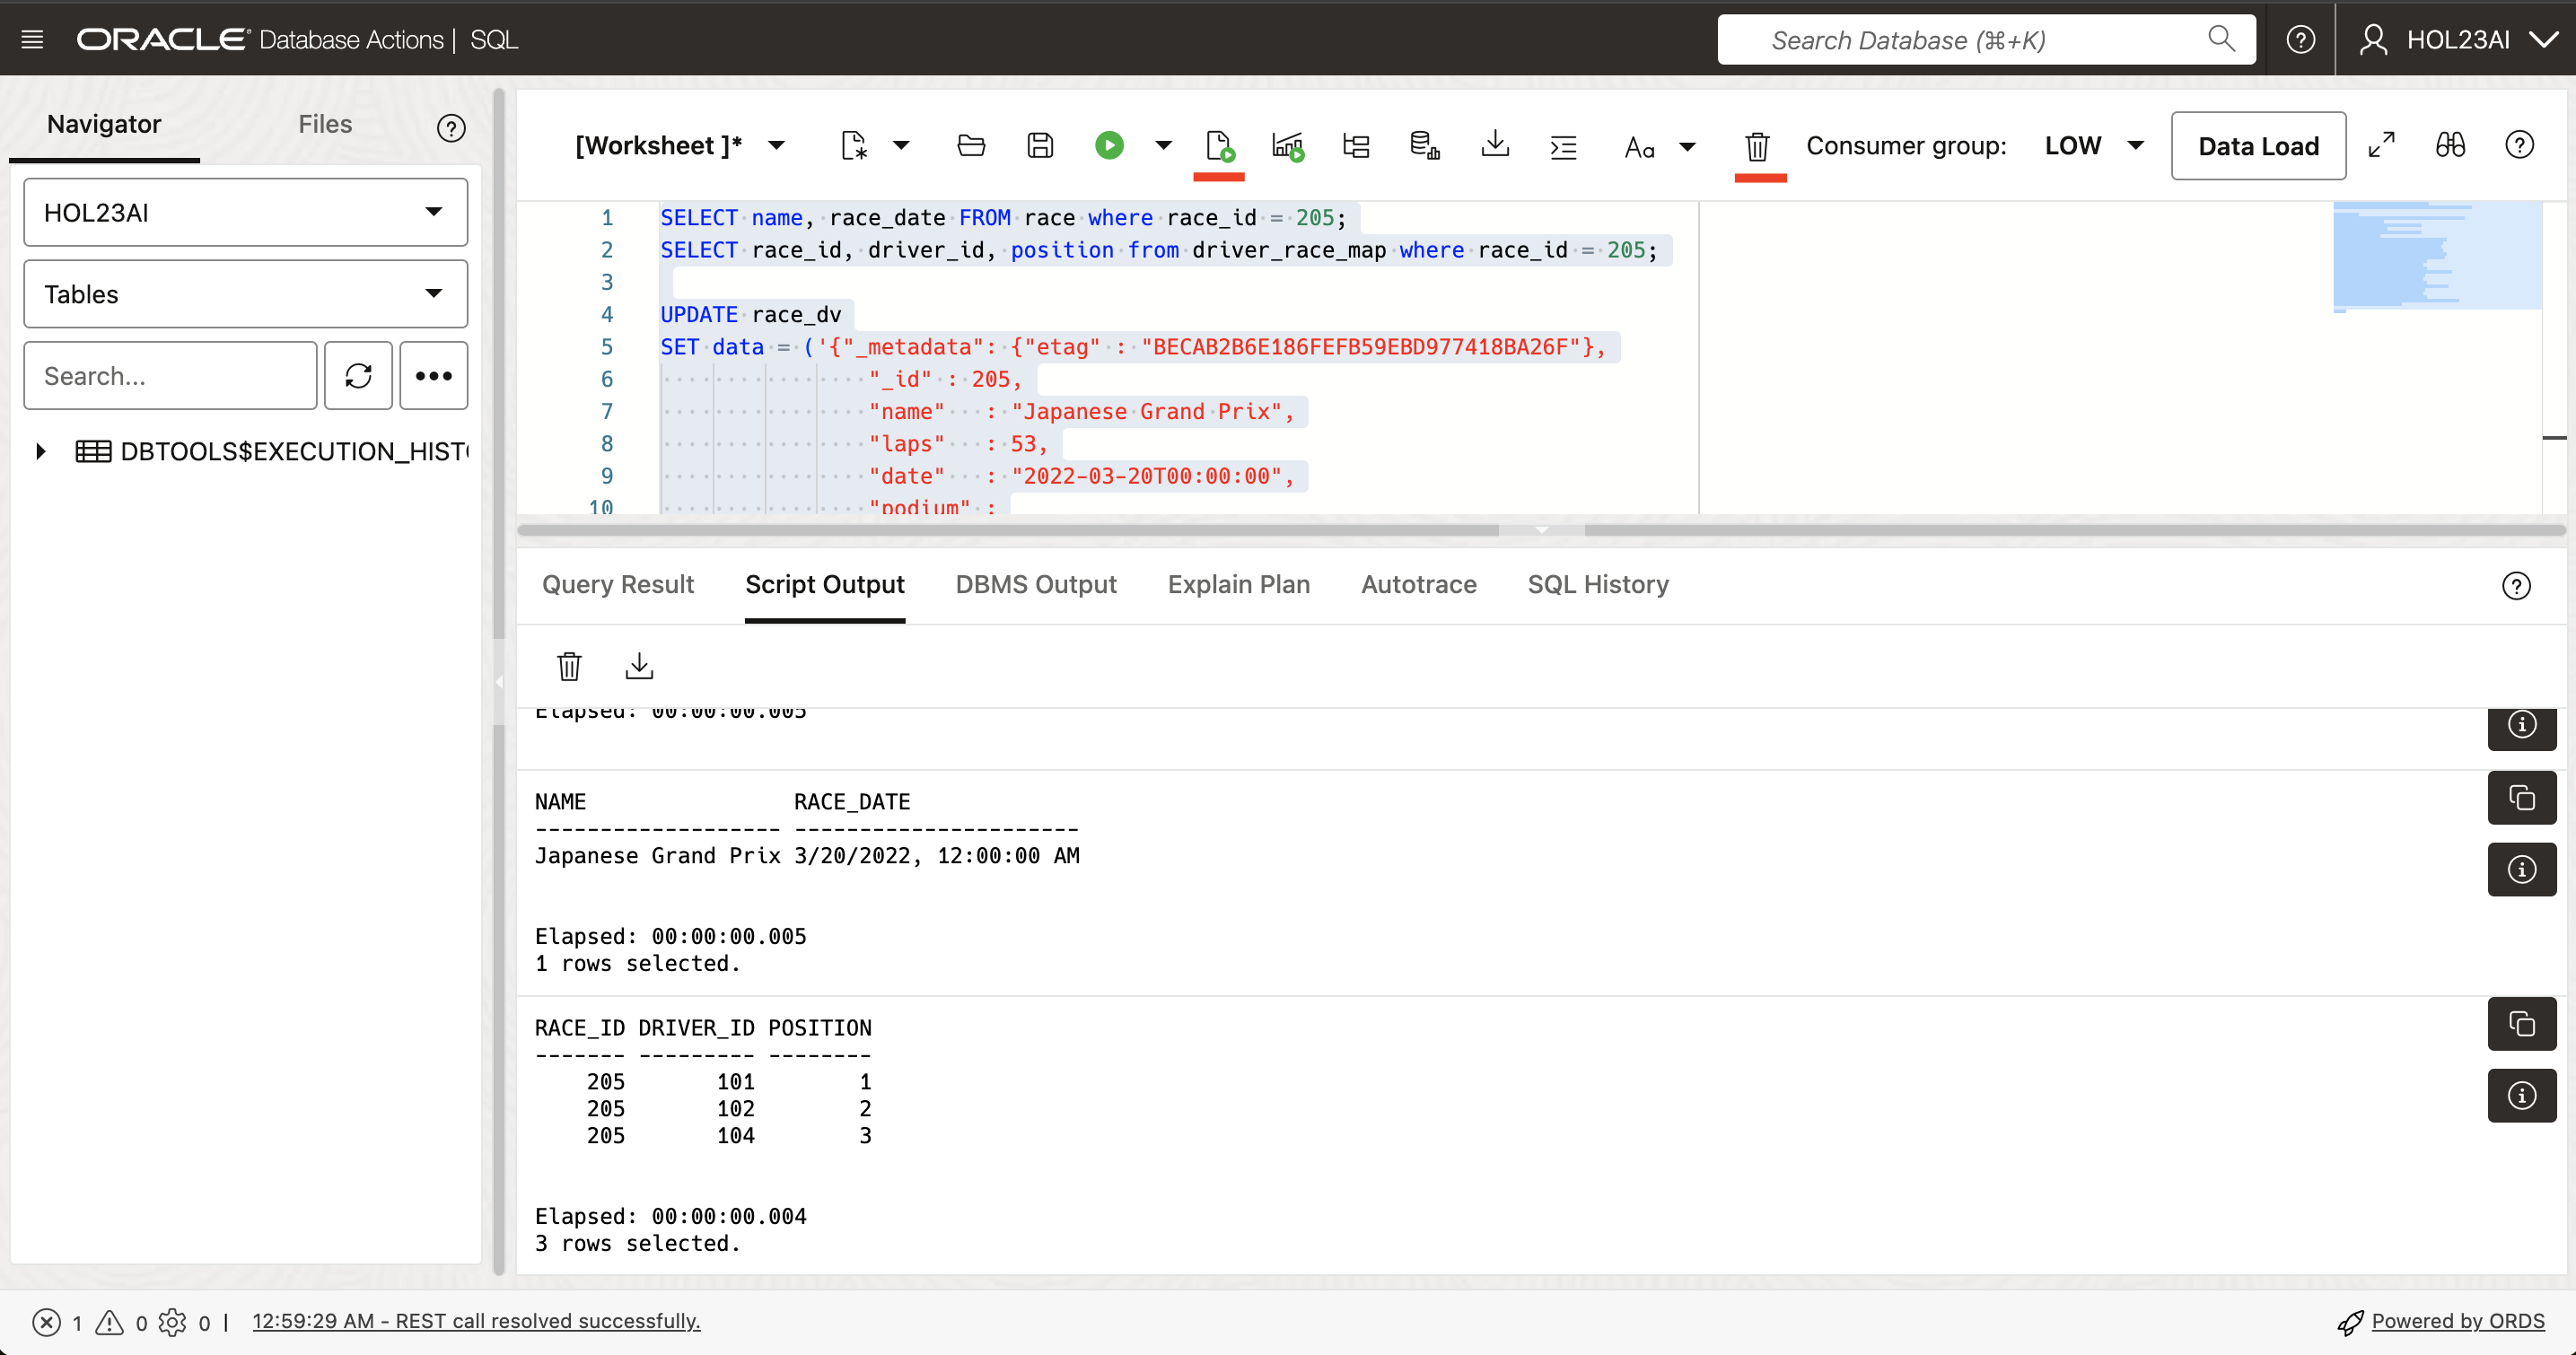 ORACLE Database Actions | SQL
Search Database (⌘+K)
HOL23AI
Navigator
Files
[Worksheet ]*
Aa
Consumer group:
LOW
Data Load
HOL23AI
Tables
Search...
DBTOOLS$EXECUTION_HIST
1 SELECT name, race_date FROM race where race_id = 205;
2 SELECT race_id, driver_id, position from driver_race_map where race_id = 205;
3
4 UPDATE race_dv
5 SET data = ('{"_metadata": {"etag" : "BECAB2B6E186FEFB59EBD977418BA26F"},
6 "_id" : 205,
7 "name" : "Japanese Grand Prix",
8 "laps" : 53,
9 "date" : "2022-03-20T00:00:00",
10 "podium" :
Query Result
Script Output
DBMS Output
Explain Plan
Autotrace
SQL History
Elapsed: 00:00:00.005
NAME RACE_DATE
------------------- ----------------------
Japanese Grand Prix 3/20/2022, 12:00:00 AM
Elapsed: 00:00:00.005
1 rows selected.
RACE_ID DRIVER_ID POSITION
------- --------- --------
205 101 1
205 102 2
205 104 3
Elapsed: 00:00:00.004
3 rows selected.
1 0 0 | 12:59:29 AM - REST call resolved successfully.
Powered by ORDS